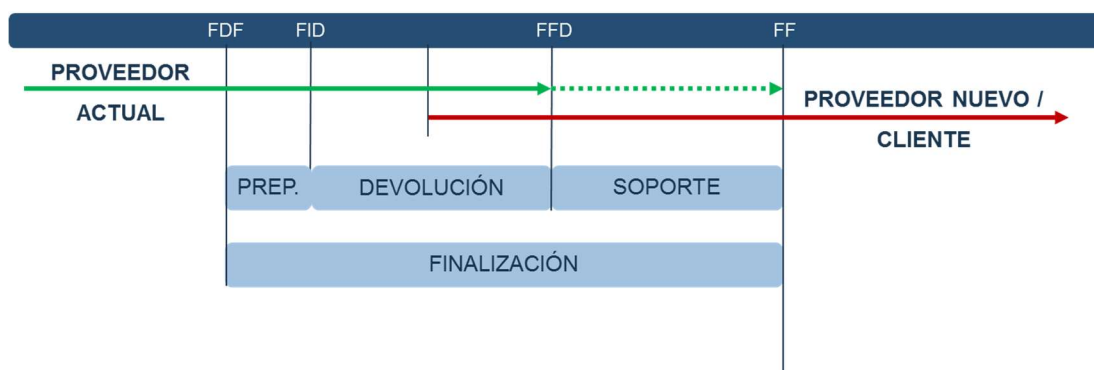 FDF FID FFD FF
PROVEEDOR
ACTUAL
PROVEEDOR NUEVO /
CLIENTE
PREP. DEVOLUCIÓN SOPORTE
FINALIZACIÓN